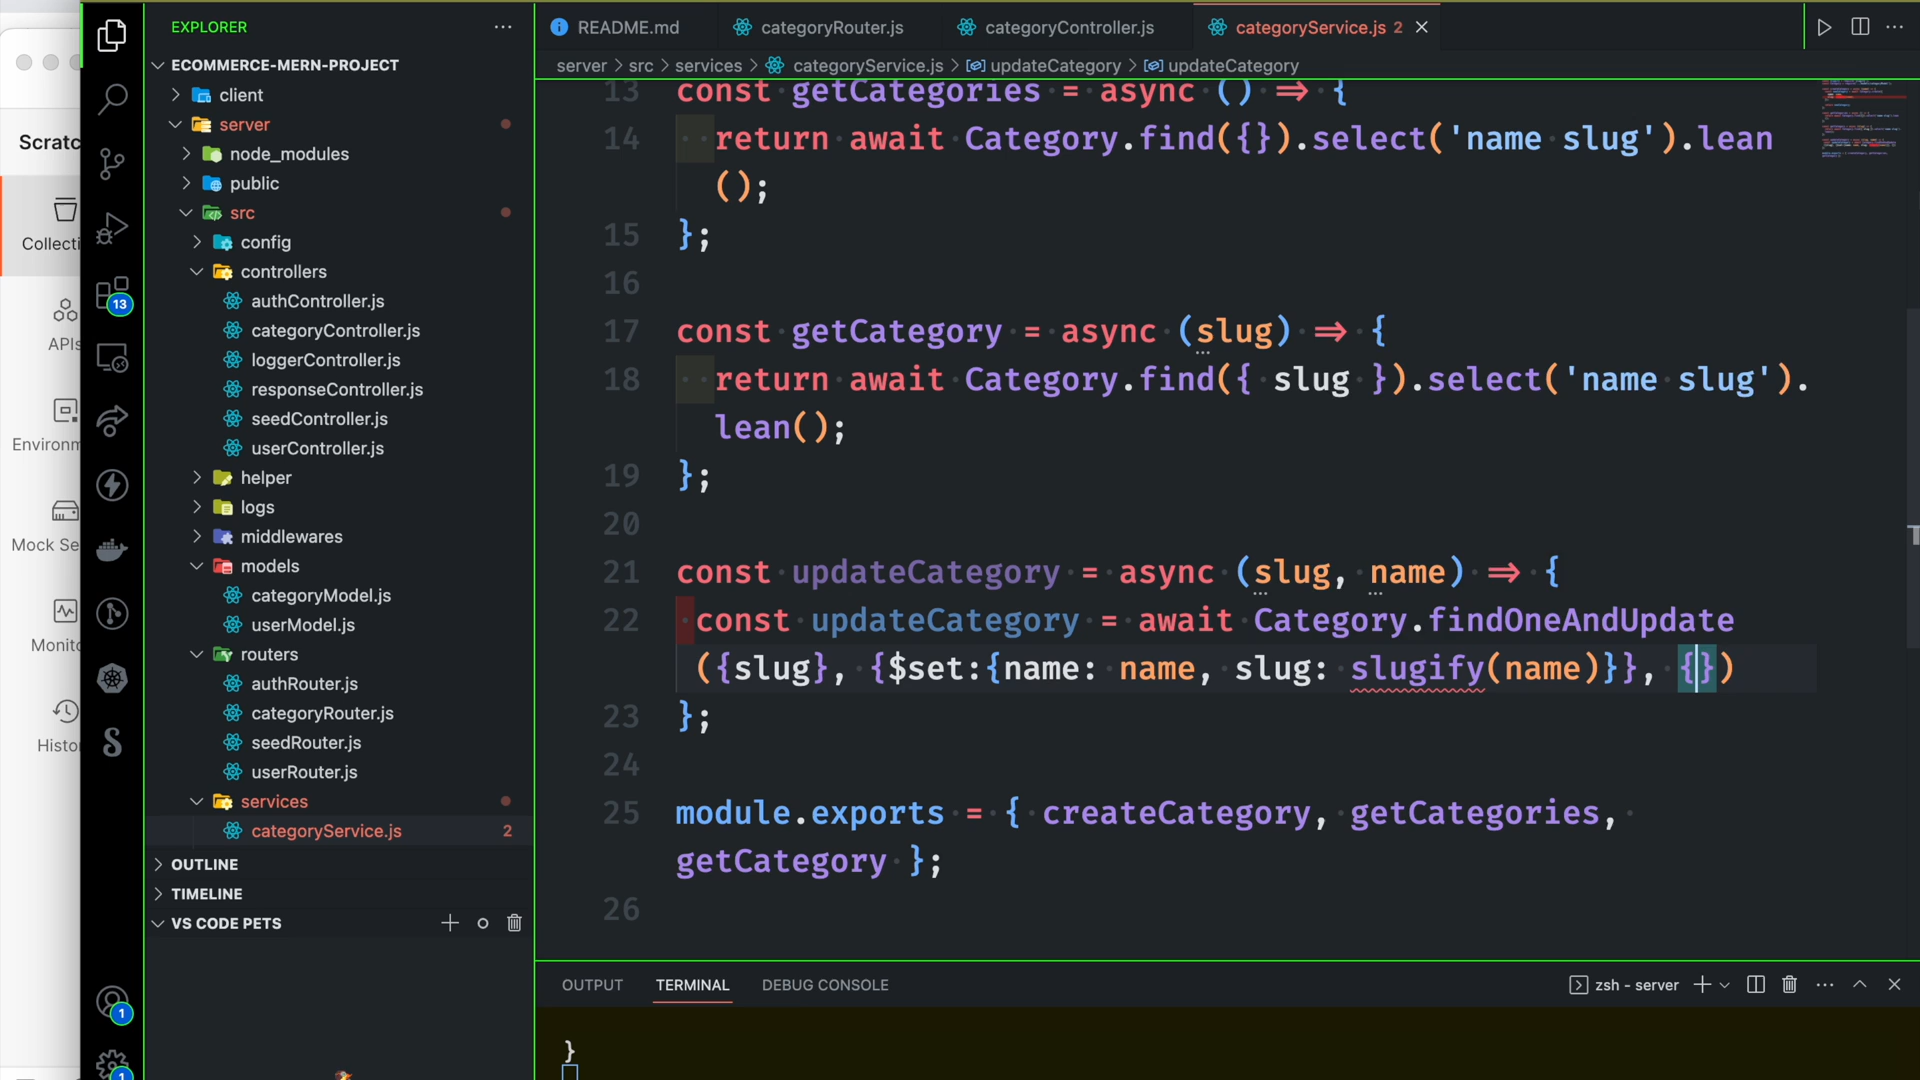 Scratc
Collecti
APIs
Environm
Mock Se
Monito
Histo
13
1
1
EXPLORER
ECOMMERCE-MERN-PROJECT
client
server
node_modules
public
src
config
controllers
authController.js
categoryController.js
loggerController.js
responseController.js
seedController.js
userController.js
helper
logs
middlewares
models
categoryModel.js
userModel.js
routers
authRouter.js
categoryRouter.js
seedRouter.js
userRouter.js
services
categoryService.js 2
OUTLINE
TIMELINE
VS CODE PETS
README.md categoryRouter.js categoryController.js categoryService.js 2
server > src > services > categoryService.js > updateCategory > updateCategory
13 const getCategories = async () => {
14 return await Category.find({}).select('name slug').lean
();
15 };
16
17 const getCategory = async (slug) => {
18 return await Category.find({ slug }).select('name slug').
lean();
19 };
20
21 const updateCategory = async (slug, name) => {
22 const updateCategory = await Category.findOneAndUpdate
({slug}, {$set:{name: name, slug: slugify(name)}}, {})
23 };
24
25 module.exports = { createCategory, getCategories,
getCategory };
26
OUTPUT TERMINAL DEBUG CONSOLE zsh - server
}